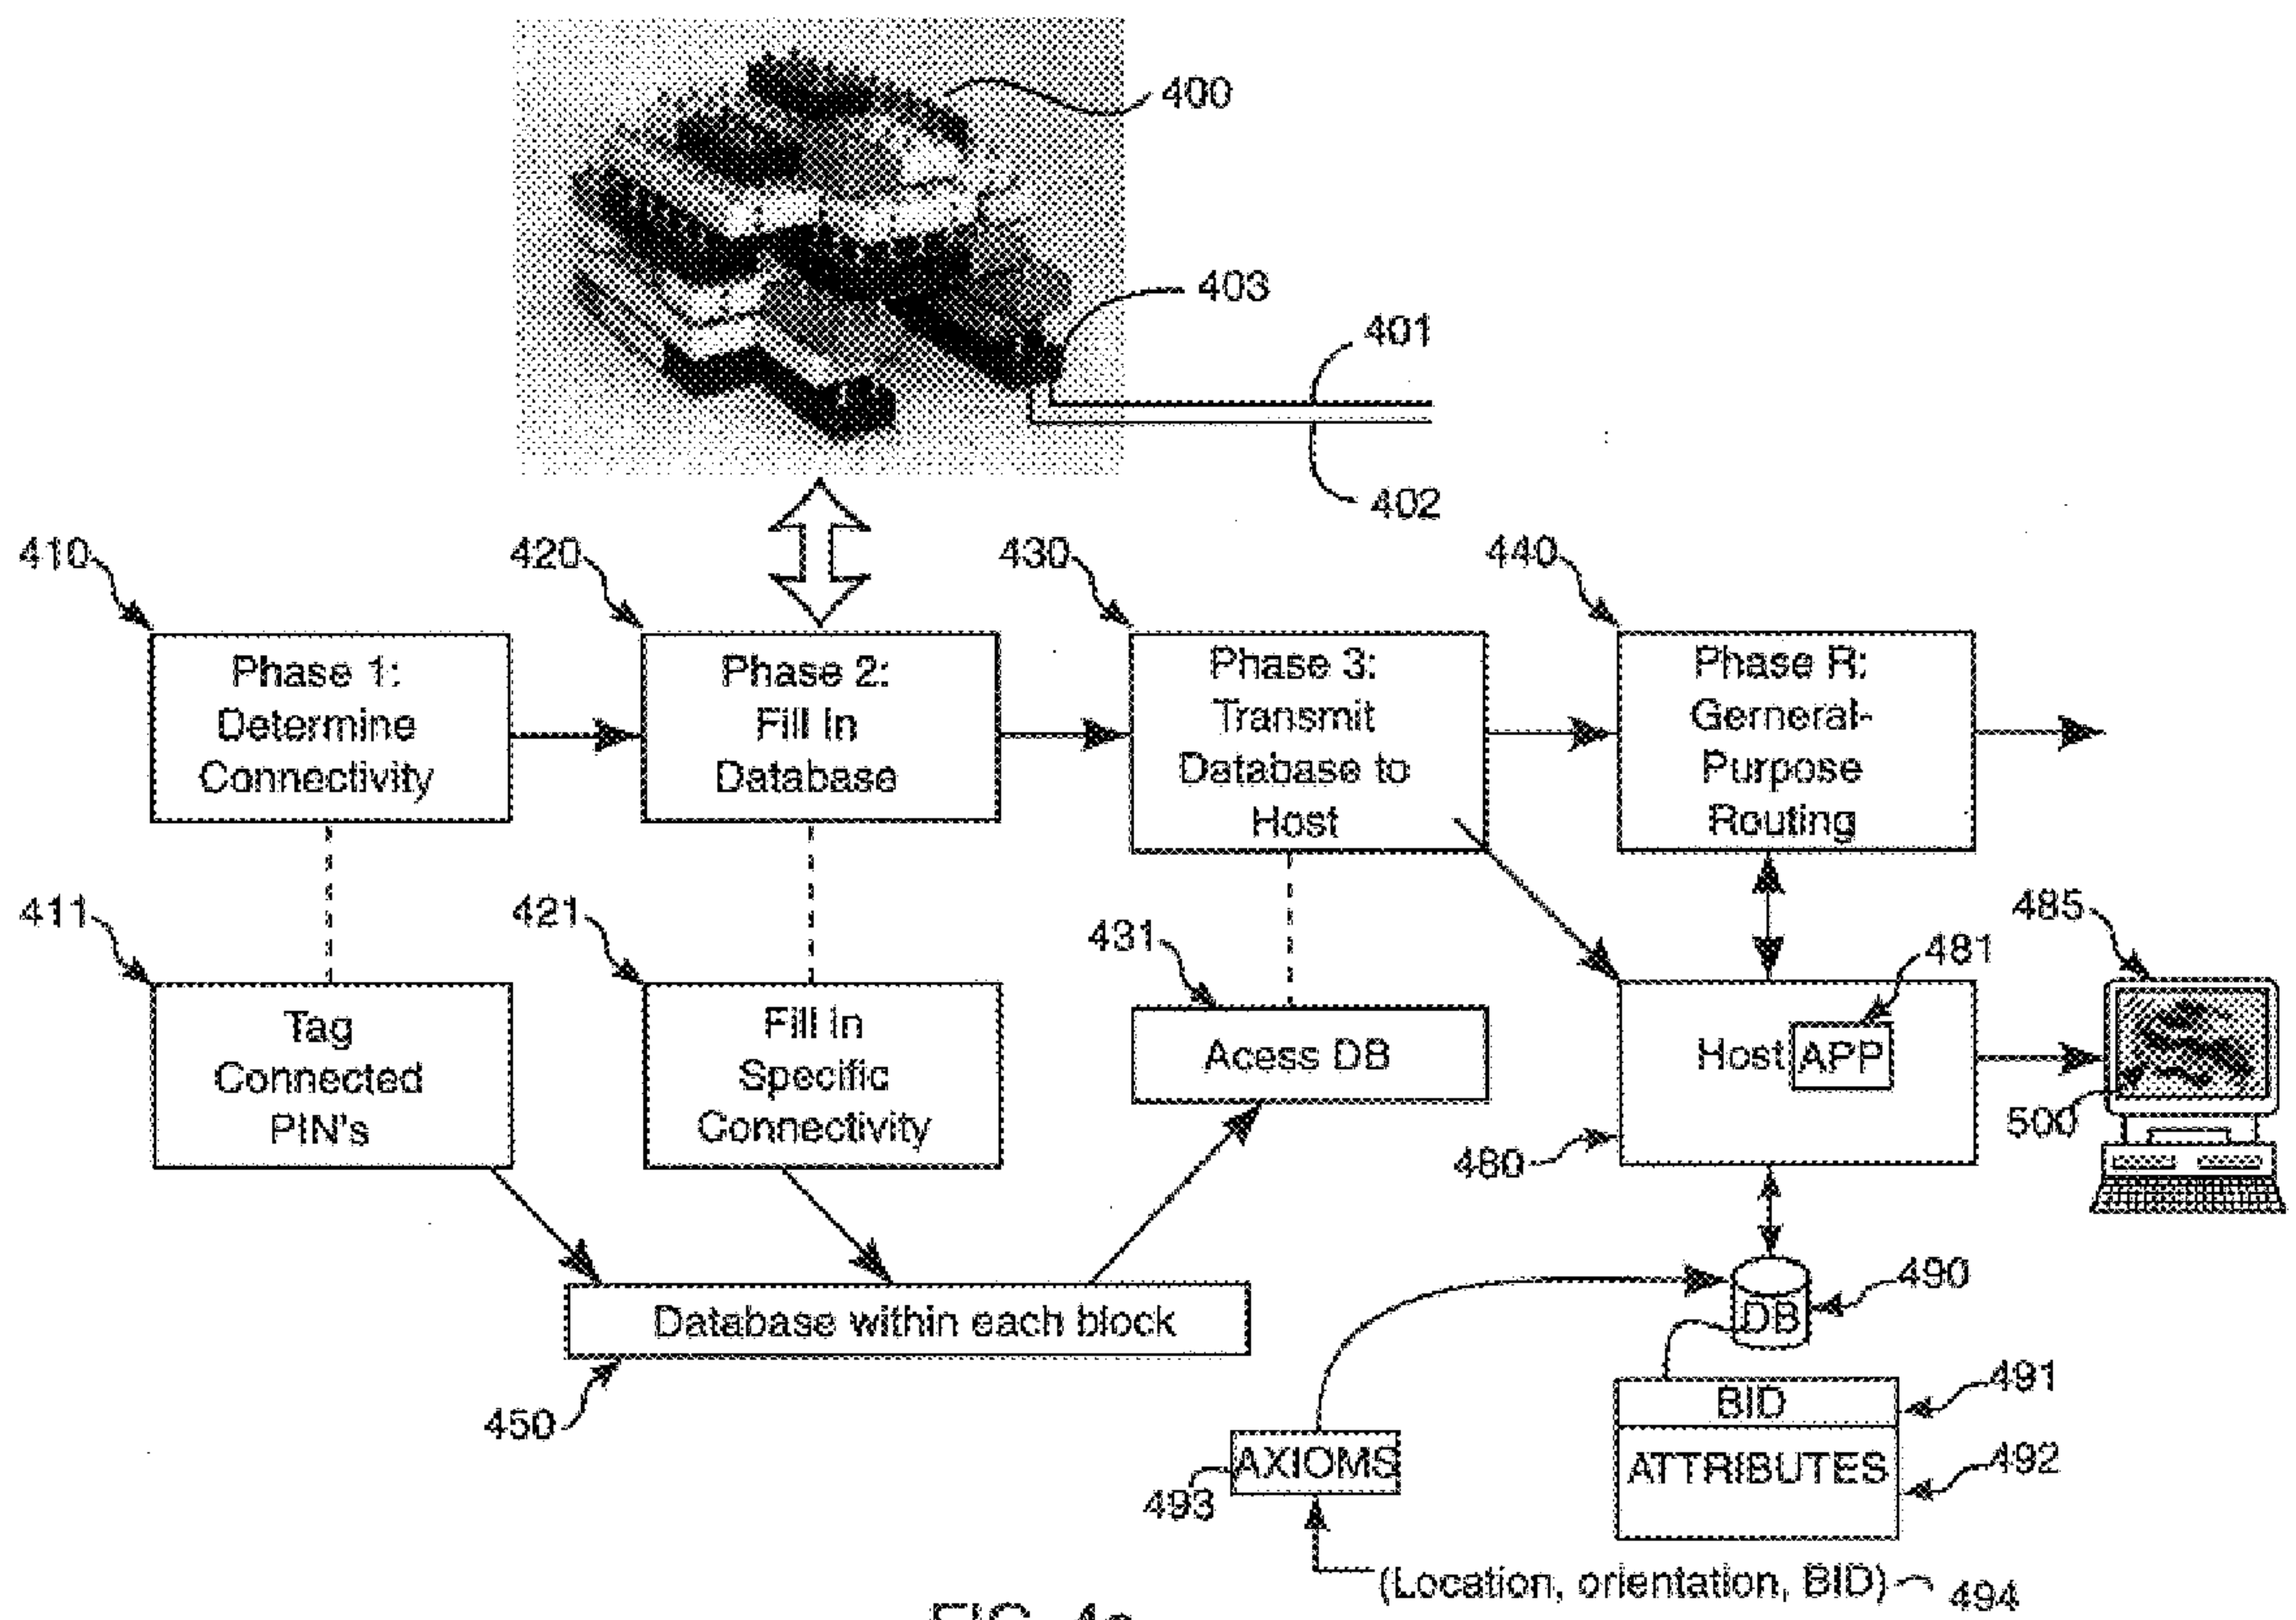 400
403
401
402
410
420
430
440
Phase 1:
Determine
Connectivity
Phase 2:
Fill In
Database
Phase 3:
Transmit
Database to
Host
Phase R:
Gerneral-
Purpose
Routing
411
421
431
481
485
Tag
Connected
PIN's
Fill In
Specific
Connectivity
Acess DB
Host APP
500
480
Database within each block
450
DB
490
BID
491
ATTRIBUTES
492
AXIOMS
493
(Location, orientation, BID)
494